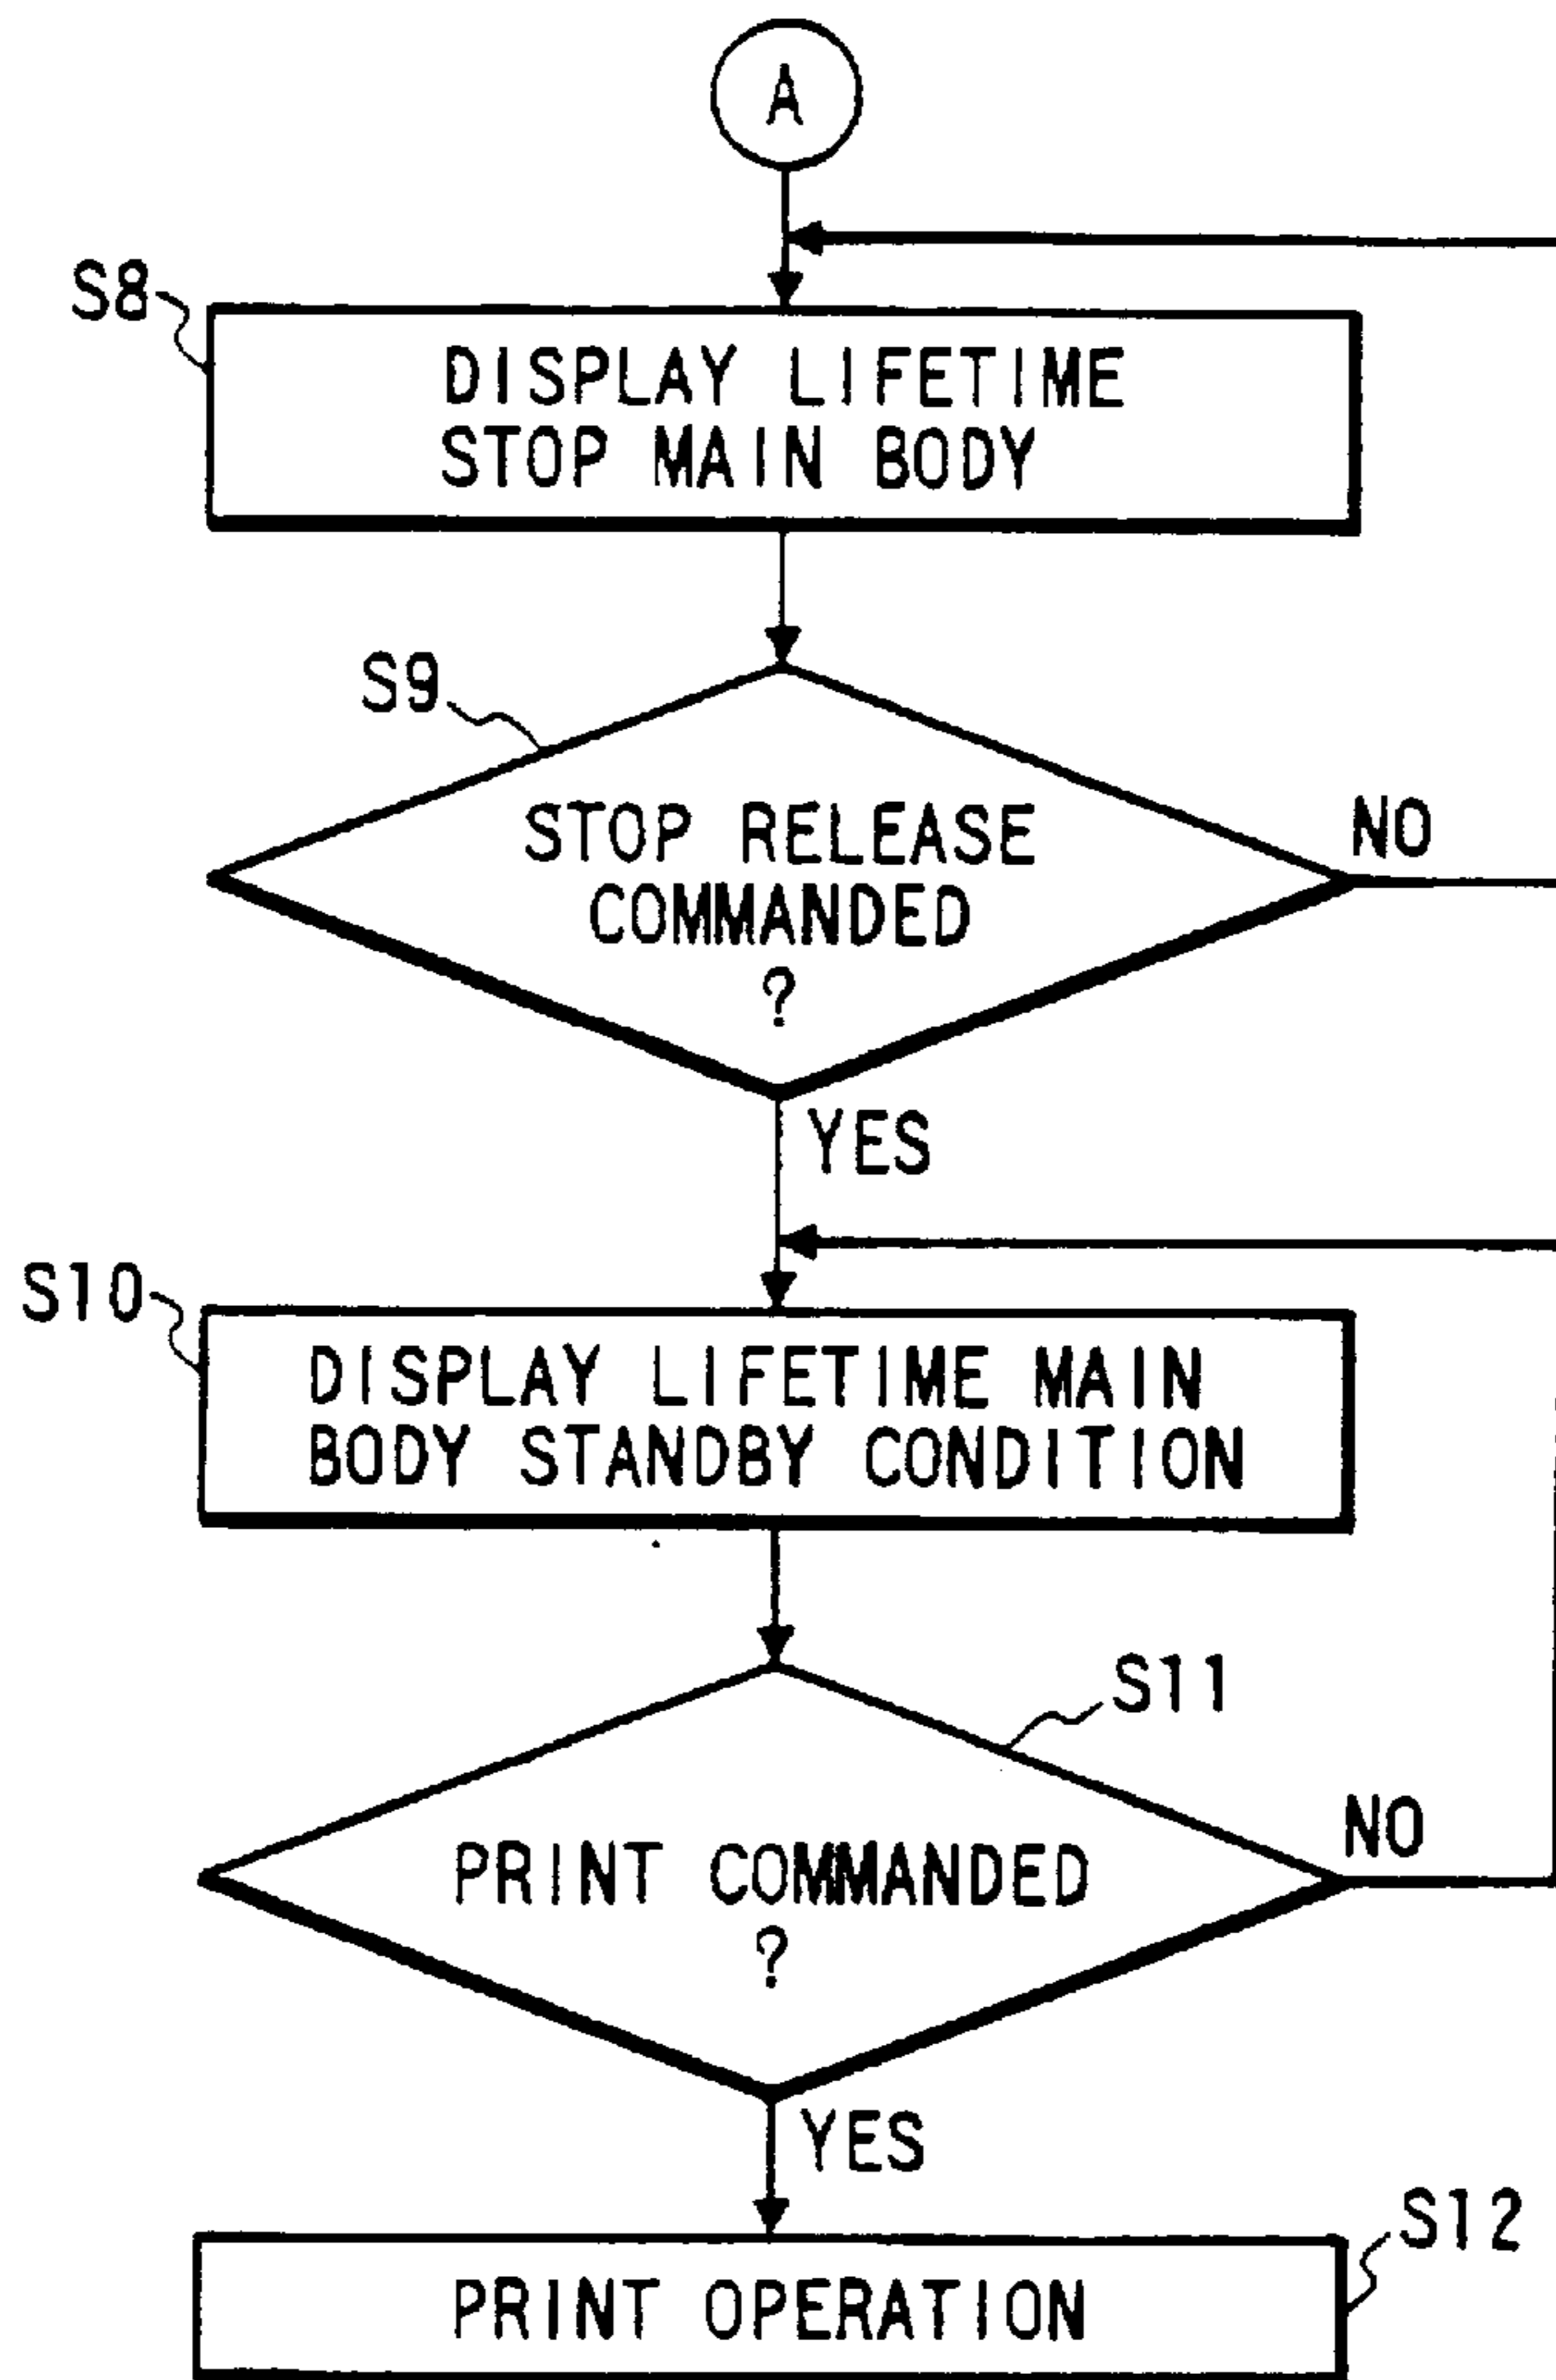 A
S8
DISPLAY LIFETIME
STOP MAIN BODY
S9
STOP RELEASE
COMMANDED
?
NO
YES
S10
DISPLAY LIFETIME MAIN
BODY STANDBY CONDITION
S11
PRINT COMMANDED
?
NO
YES
S12
PRINT OPERATION